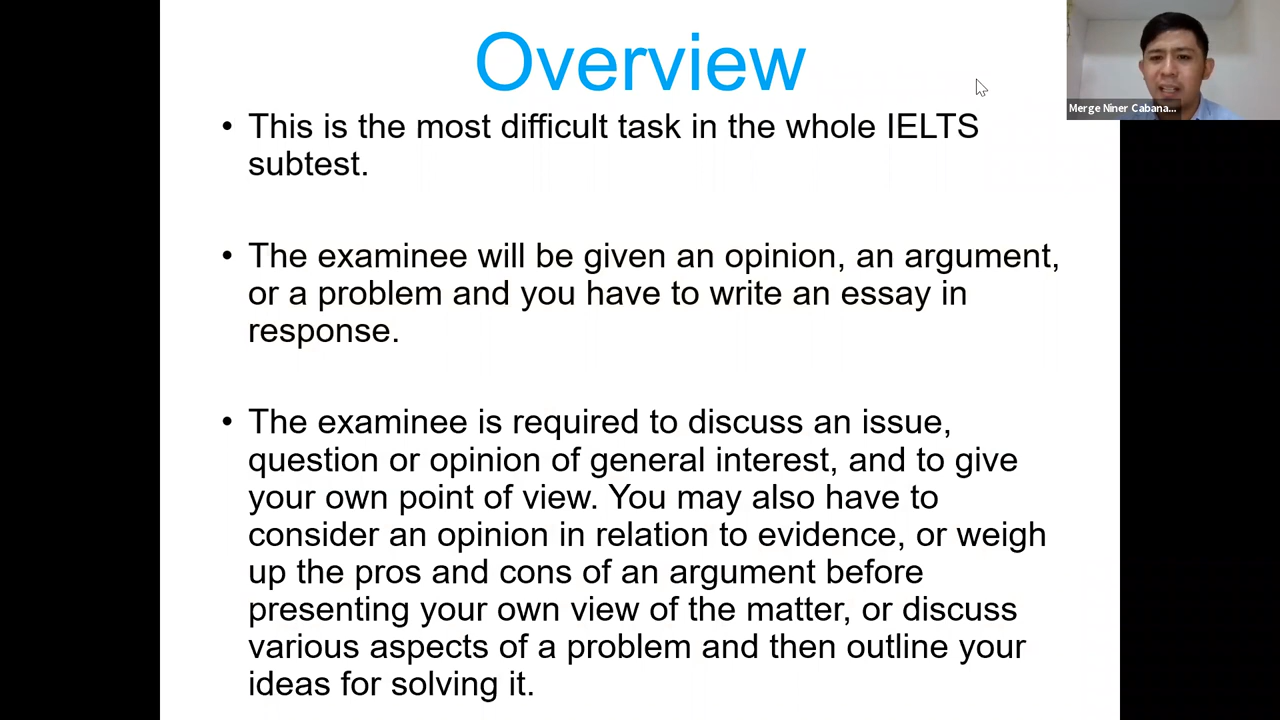 Overview
• This is the most difficult task in the whole IELTS
subtest.
• The examinee will be given an opinion, an argument,
or a problem and you have to write an essay in
response.
• The examinee is required to discuss an issue,
question or opinion of general interest, and to give
your own point of view. You may also have to
consider an opinion in relation to evidence, or weigh
up the pros and cons of an argument before
presenting your own view of the matter, or discuss
various aspects of a problem and then outline your
ideas for solving it.
Merge Niner Cabana...